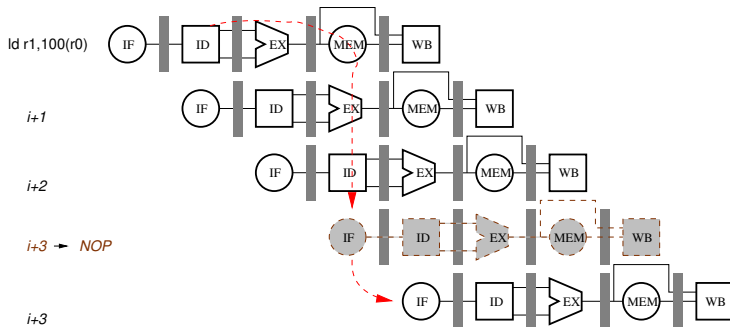 ld r1,100(r0) IF ID EX MEM WB
i+1 IF ID EX MEM WB
i+2 IF ID EX MEM WB
i+3 → NOP IF ID EX MEM WB
i+3 IF ID EX MEM WB